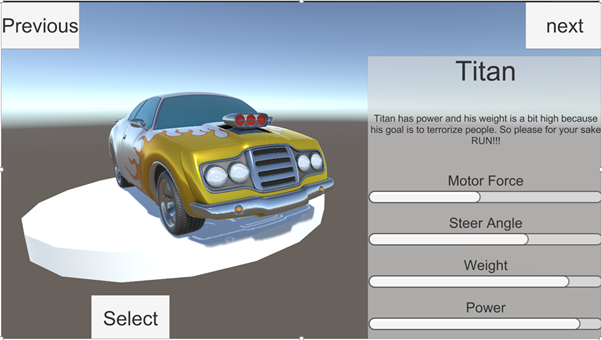 Previous
next
Titan
Titan has power and his weight is a bit high because
his goal is to terrorize people. So please for your sake
RUN!!!
Motor Force
Steer Angle
Weight
Power
Select